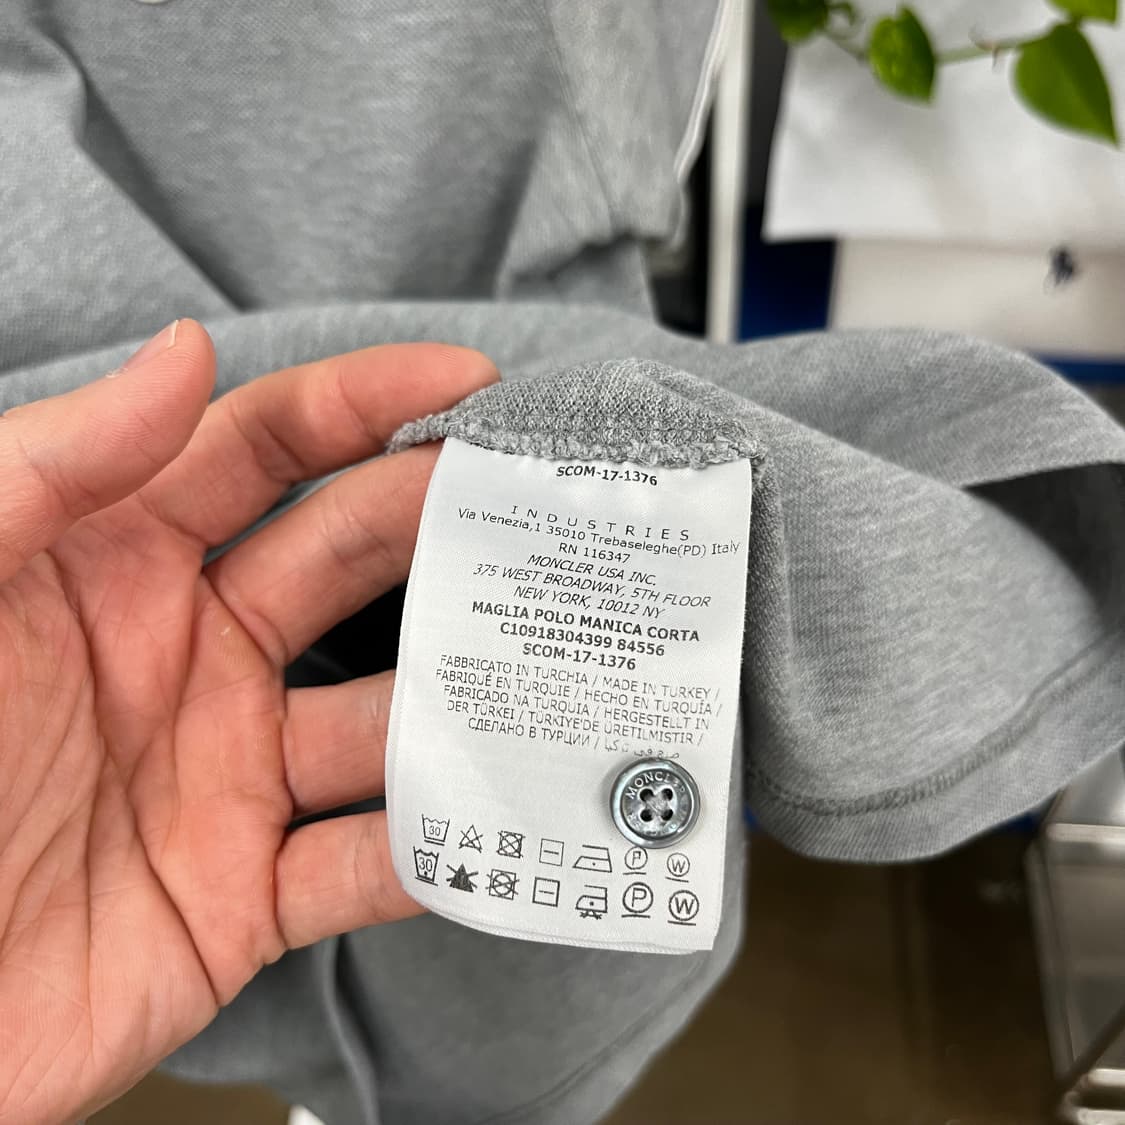 SCOM-17-1376
INDUSTRIES
Via Venezia,1 35010 Trebaseleghe(PD) Italy
RN 116347
MONCLER USA INC.
375 WEST BROADWAY, 5TH FLOOR
NEW YORK, 10012 NY
MAGLIA POLO MANICA CORTA
C10918304399 84556
SCOM-17-1376
FABBRICATO IN TURCHIA / MADE IN TURKEY /
FABRIQUÉ EN TURQUIE / HECHO EN TURQUÍA /
FABRICADO NA TURQUIA / HERGESTELLT IN
DER TÜRKEI / TÜRKIYE'DE ÜRETILMISTIR /
СДЕЛАНО В ТУРЦИИ /
MONCLER
30 P W
30 P W